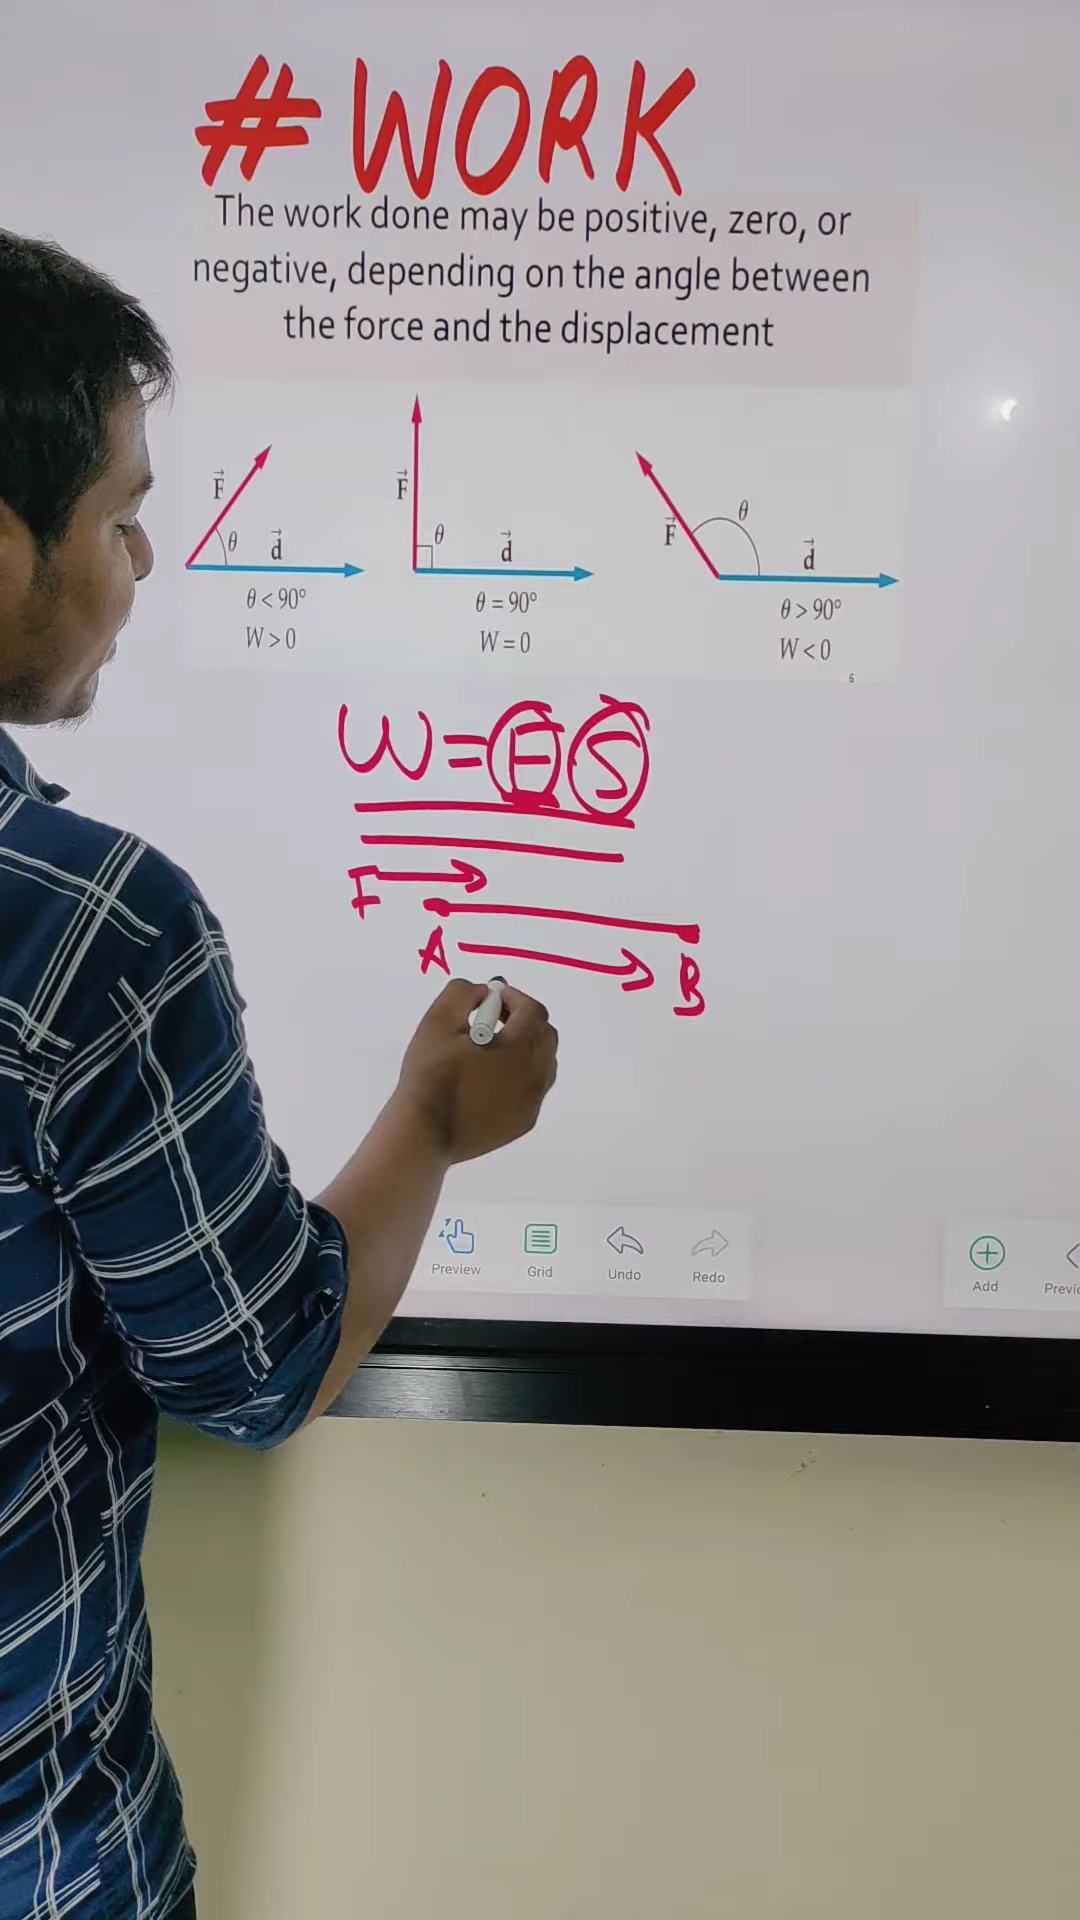 #WORK
The work done may be positive, zero, or
negative, depending on the angle between
the force and the displacement
F θ d
θ < 90°
W > 0
F θ d
θ = 90°
W = 0
F θ d
θ > 90°
W < 0
6
W = F S
F
A B
Preview Grid Undo Redo
Add